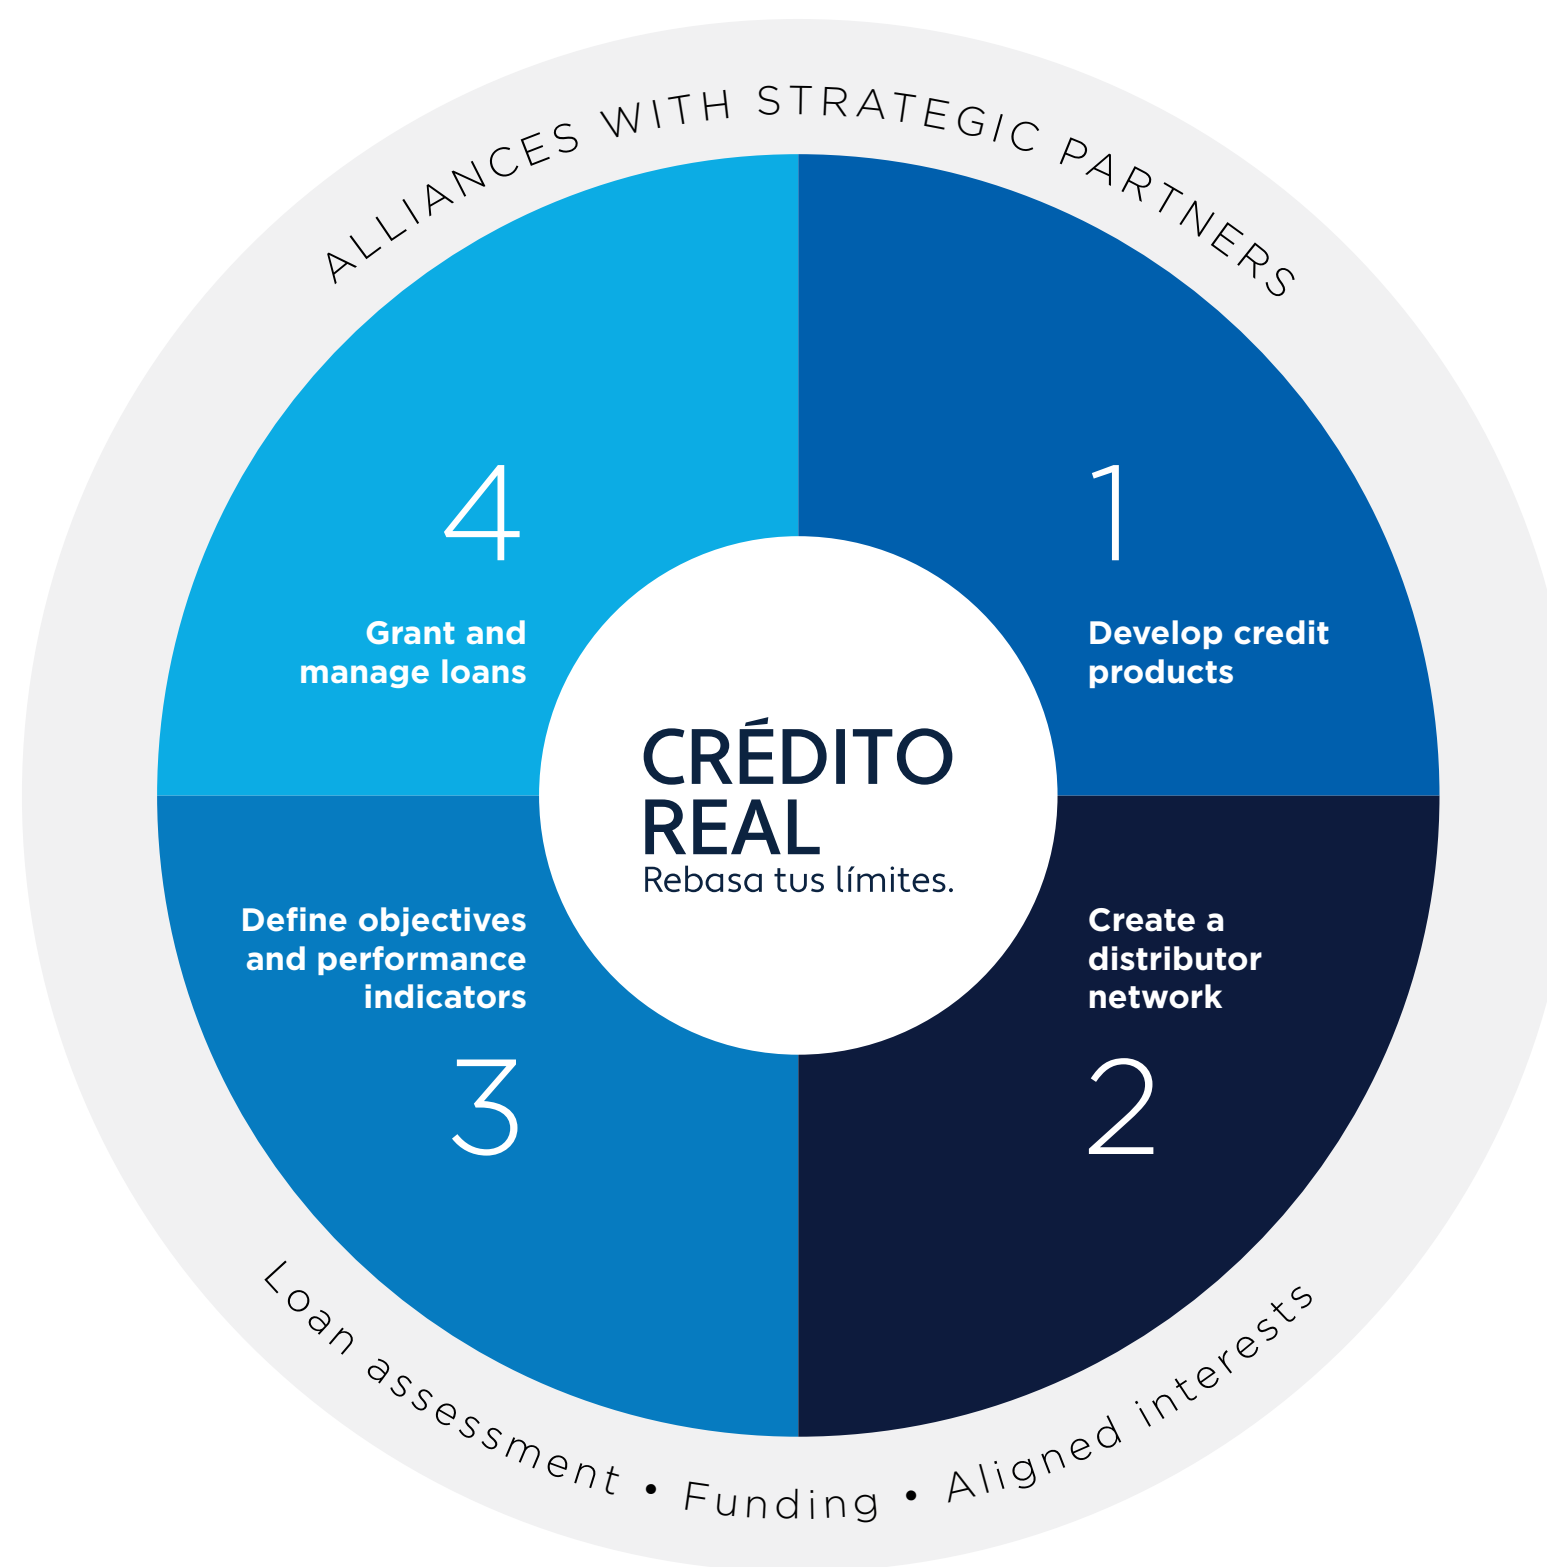 ALLIANCES WITH STRATEGIC PARTNERS
1
Develop credit
products
Create a
distributor
network
2
Define objectives
and performance
indicators
3
4
Grant and
manage loans
CRÉDITO
REAL
Rebasa tus límites.
Loan assessment • Funding • Aligned interests